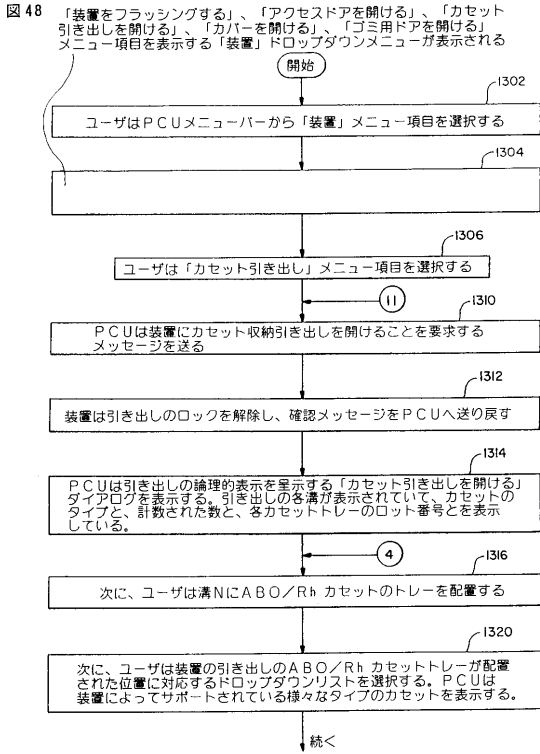 図48
「装置をフラッシングする」、「アクセスドアを開ける」、「カセット
引き出しを開ける」、「カバーを開ける」、「ゴミ用ドアを開ける」
メニュー項目を表示する「装置」ドロップダウンメニューが表示される
開始
1302
ユーザはPCUメニューバーから「装置」メニュー項目を選択する
1304
1306
ユーザは「カセット引き出し」メニュー項目を選択する
11
1310
PCUは装置にカセット収納引き出しを開けることを要求する
メッセージを送る
1312
装置は引き出しのロックを解除し、確認メッセージをPCUへ送り戻す
1314
PCUは引き出しの論理的表示を呈示する「カセット引き出しを開ける」
ダイアログを表示する。引き出しの各溝が表示されていて、カセットの
タイプと、計数された数と、各カセットトレーのロット番号とを表示
している。
4
1316
次に、ユーザは溝NにABO/Rh カセットのトレーを配置する
1320
次に、ユーザは装置の引き出しのABO/Rh カセットトレーが配置
された位置に対応するドロップダウンリストを選択する。PCUは
装置によってサポートされている様々なタイプのカセットを表示する。
続く